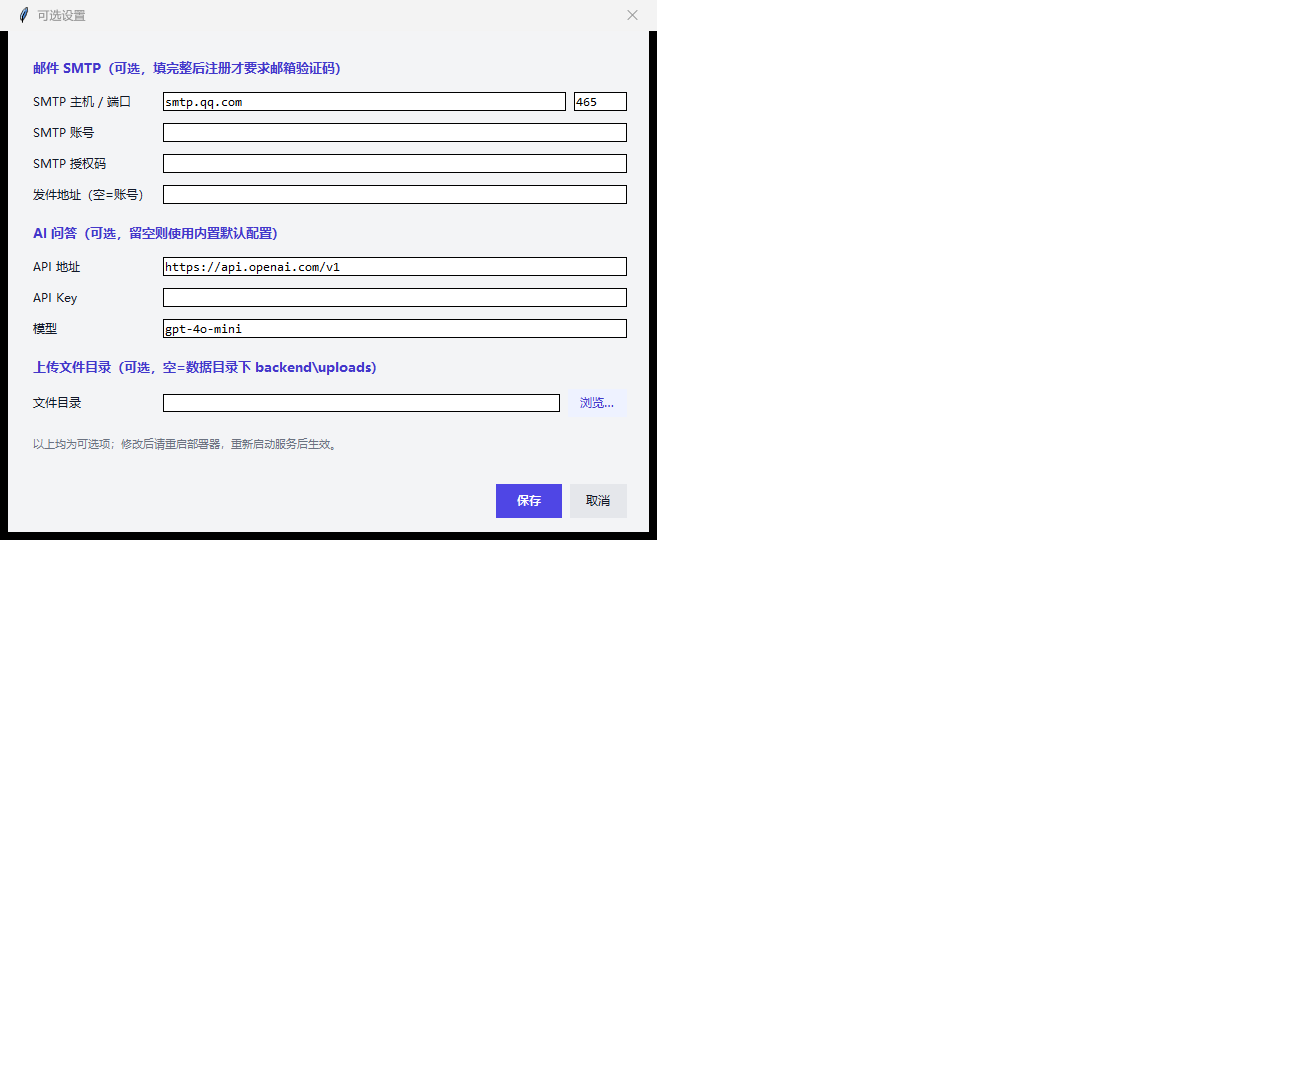 可选设置
邮件 SMTP（可选，填完整后注册才要求邮箱验证码）
SMTP 主机 / 端口 smtp.qq.com 465
SMTP 账号
SMTP 授权码
发件地址（空=账号）
AI 问答（可选，留空则使用内置默认配置）
API 地址 https://api.openai.com/v1
API Key
模型 gpt-4o-mini
上传文件目录（可选，空=数据目录下 backend\uploads）
文件目录 浏览...
以上均为可选项；修改后请重启部署器，重新启动服务后生效。
保存 取消